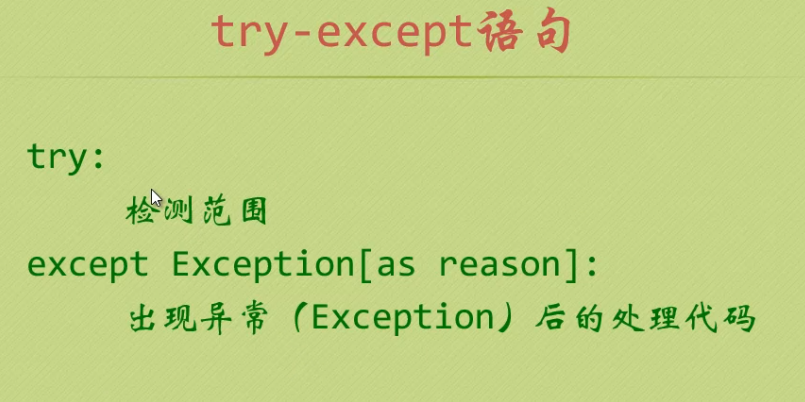 try-except语句
try:
检测范围
except Exception[as reason]:
出现异常（Exception）后的处理代码